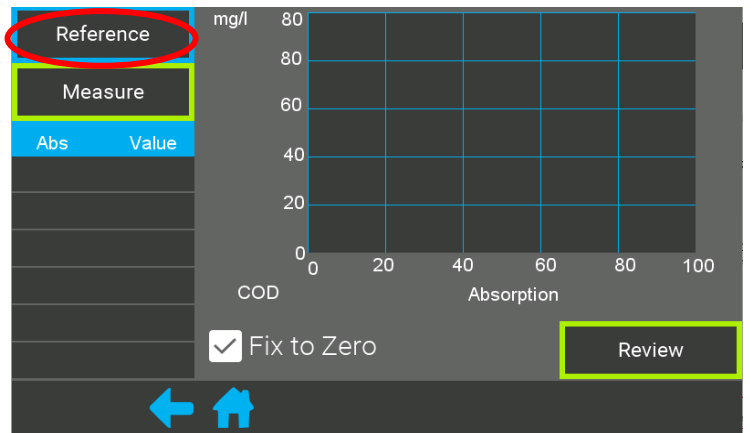 Reference
Measure
Abs Value
mg/l
80
80
60
40
20
0
0 20 40 60 80 100
COD Absorption
Fix to Zero
Review